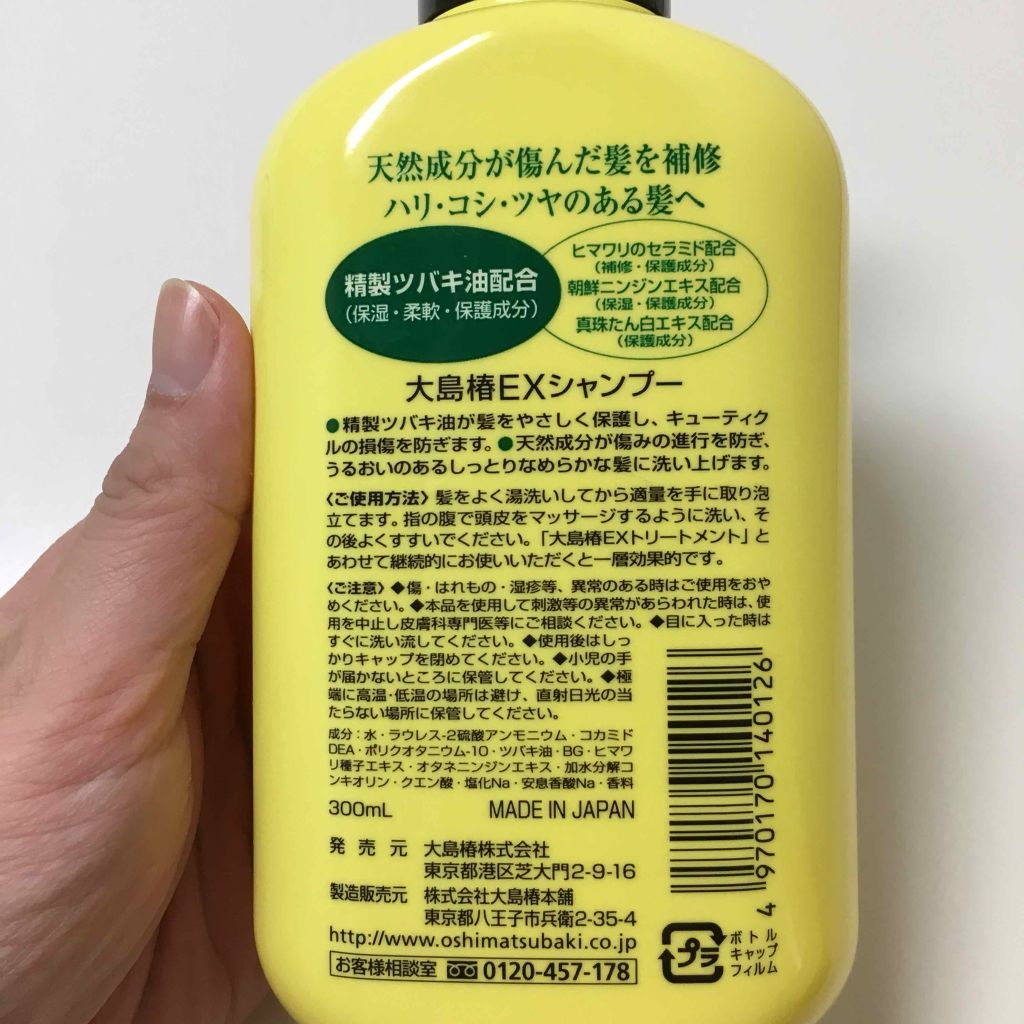 天然成分が傷んだ髪を補修
ハリ・コシ・ツヤのある髪へ
精製ツバキ油配合
(保湿・柔軟・保護成分)
ヒマワリのセラミド配合
(補修・保護成分)
朝鮮ニンジンエキス配合
(保湿・保護成分)
真珠たん白エキス配合
(保護成分)
大島椿EXシャンプー
●精製ツバキ油が髪をやさしく保護し、キューティク
ルの損傷を防ぎます。●天然成分が傷みの進行を防ぎ、
うるおいのあるしっとりなめらかな髪に洗い上げます。
〈ご使用方法〉髪をよく湯洗いしてから適量を手に取り泡
立てます。指の腹で頭皮をマッサージするように洗い、そ
の後よくすすいでください。「大島椿EXトリートメント」と
あわせて継続的にお使いいただくと一層効果的です。
〈ご注意〉◆傷・はれもの・湿疹等、異常のある時はご使用をおや
めください。◆本品を使用して刺激等の異常があらわれた時は、使
用を中止し皮膚科専門医等にご相談ください。◆目に入った時は
すぐに洗い流してください。◆使用後はしっ
かりキャップを閉めてください。◆小児の手
が届かないところに保管してください。◆極
端に高温・低温の場所は避け、直射日光の当
たらない場所に保管してください。
成分：水・ラウレス-2硫酸アンモニウム・コカミド
DEA・ポリクオタニウム-10・ツバキ油・BG・ヒマワ
リ種子エキス・オタネニンジンエキス・加水分解コ
ンキオリン・クエン酸・塩化Na・安息香酸Na・香料
300mL MADE IN JAPAN
発売元 大島椿株式会社
東京都港区芝大門2-9-16
製造販売元 株式会社大島椿本舗
東京都八王子市兵衛2-35-4
http://www.oshimatsubaki.co.jp
お客様相談室 0120-457-178
4 970170 140126
プラ
ボトル
キャップ
フィルム